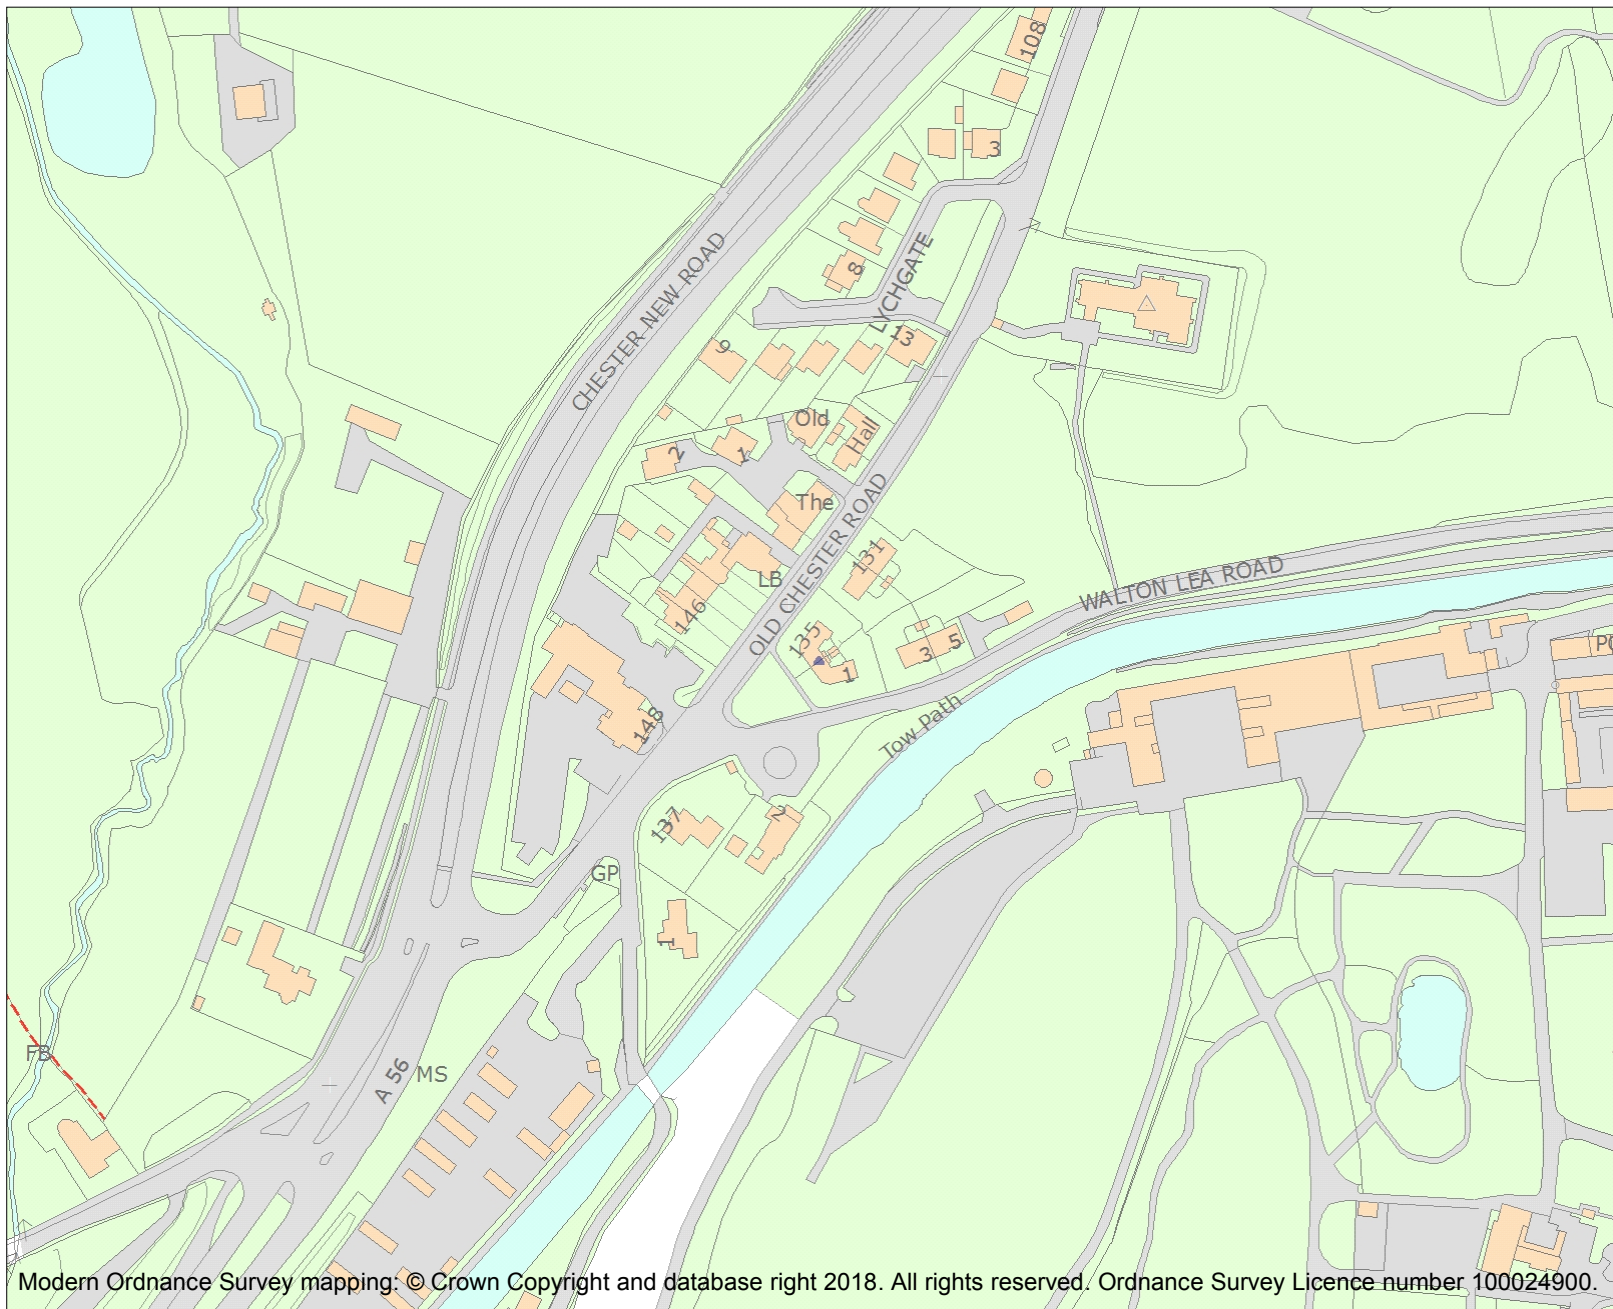 108
3
CHESTER NEW ROAD
LYCHGATE
8
9
13
Old
Hall
2
1
The
131
LB
OLD CHESTER ROAD
WALTON LEA ROAD
146
135
3
5
1
148
Tow Path
137
2
GP
1
FB
A 56
MS
Modern Ordnance Survey mapping: © Crown Copyright and database right 2018. All rights reserved. Ordnance Survey Licence number 100024900.